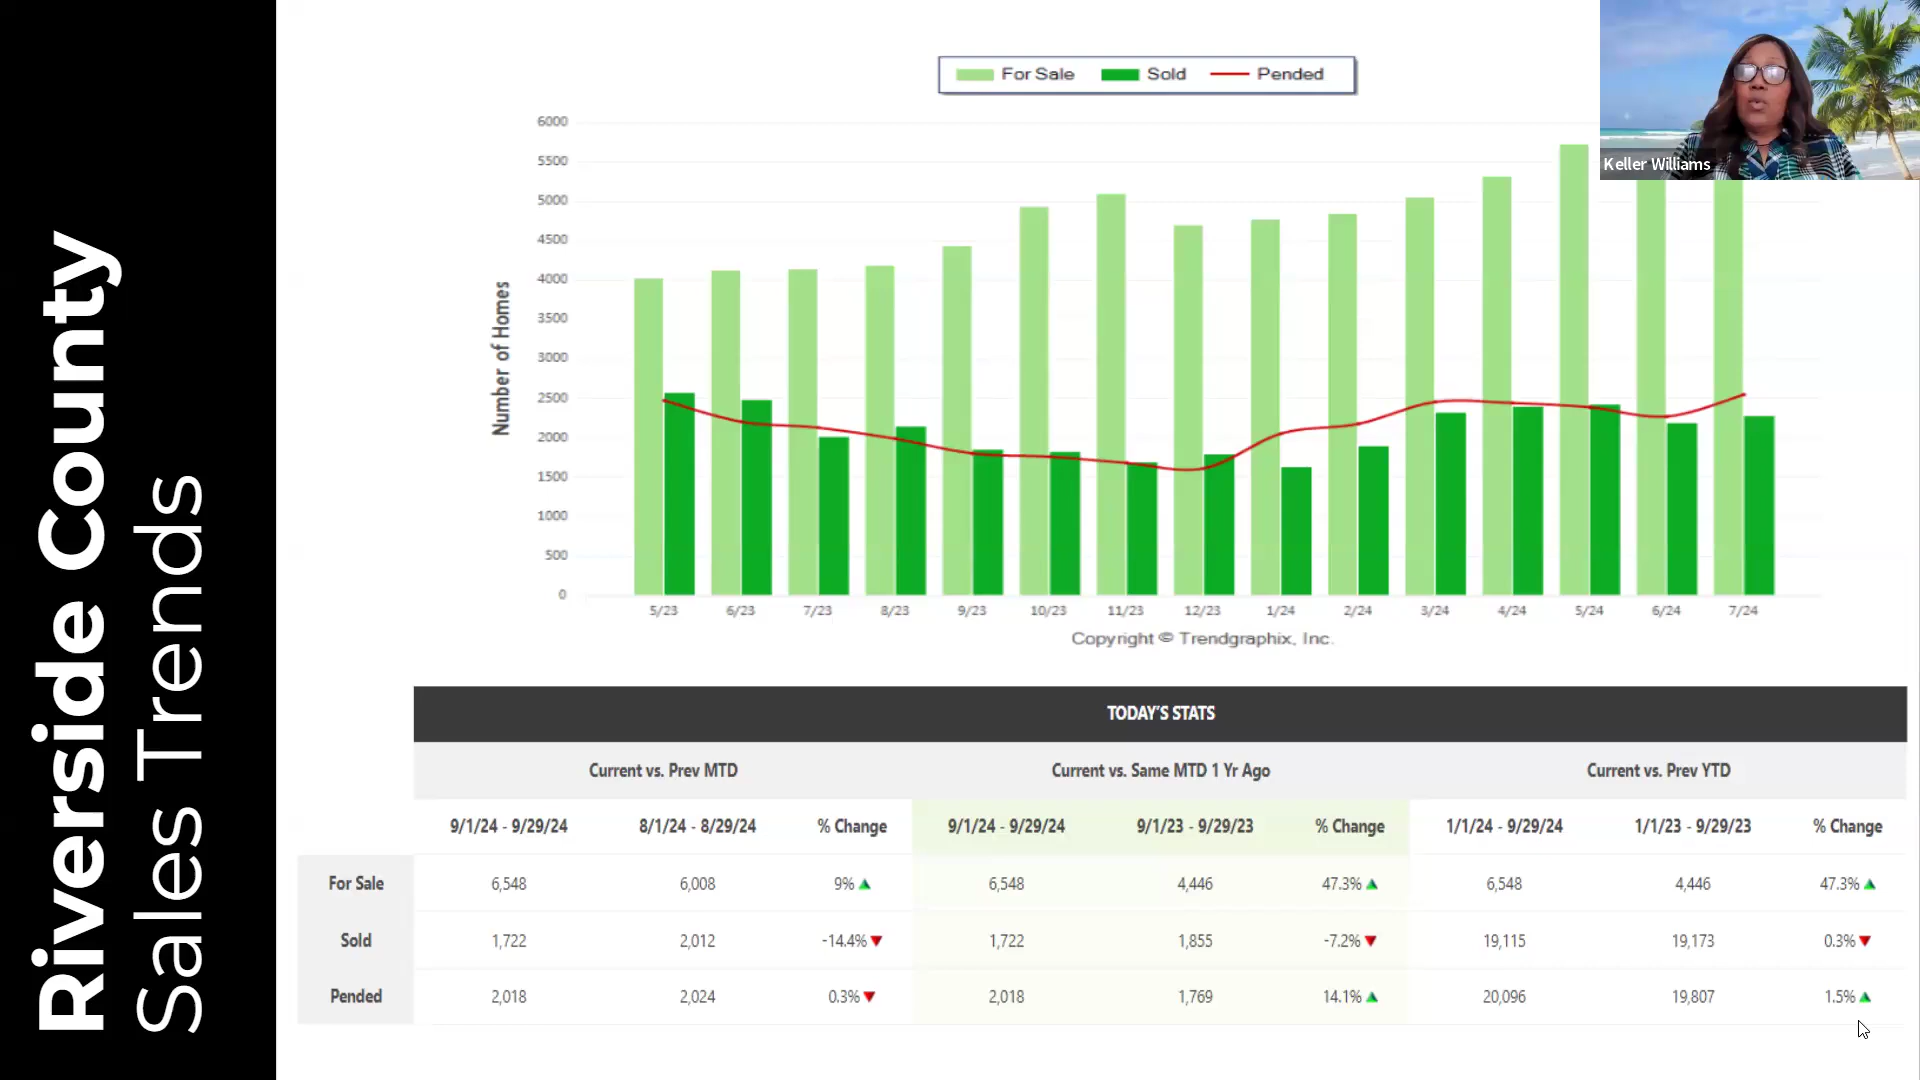 Riverside County
Sales Trends
For Sale Sold Pended
Keller Williams
Number of Homes
6000
5500
5000
4500
4000
3500
3000
2500
2000
1500
1000
500
0
5/23 6/23 7/23 8/23 9/23 10/23 11/23 12/23 1/24 2/24 3/24 4/24 5/24 6/24 7/24
Copyright © Trendgraphix, Inc.
TODAY'S STATS
Current vs. Prev MTD Current vs. Same MTD 1 Yr Ago Current vs. Prev YTD
9/1/24 - 9/29/24 8/1/24 - 8/29/24 % Change 9/1/24 - 9/29/24 9/1/23 - 9/29/23 % Change 1/1/24 - 9/29/24 1/1/23 - 9/29/23 % Change
For Sale 6,548 6,008 9% 6,548 4,446 47.3% 6,548 4,446 47.3%
Sold 1,722 2,012 -14.4% 1,722 1,855 -7.2% 19,115 19,173 0.3%
Pended 2,018 2,024 0.3% 2,018 1,769 14.1% 20,096 19,807 1.5%